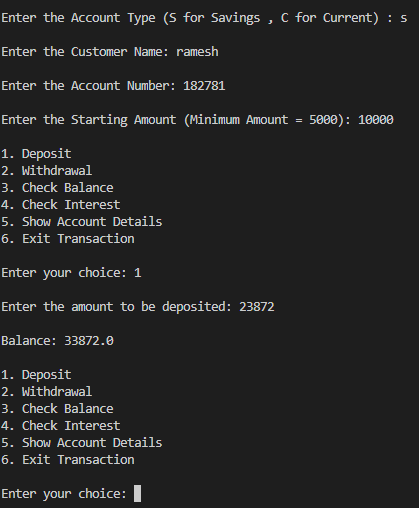 Enter the Account Type (S for Savings , C for Current) : s
Enter the Customer Name: ramesh
Enter the Account Number: 182781
Enter the Starting Amount (Minimum Amount = 5000): 10000
1. Deposit
2. Withdrawal
3. Check Balance
4. Check Interest
5. Show Account Details
6. Exit Transaction
Enter your choice: 1
Enter the amount to be deposited: 23872
Balance: 33872.0
1. Deposit
2. Withdrawal
3. Check Balance
4. Check Interest
5. Show Account Details
6. Exit Transaction
Enter your choice: